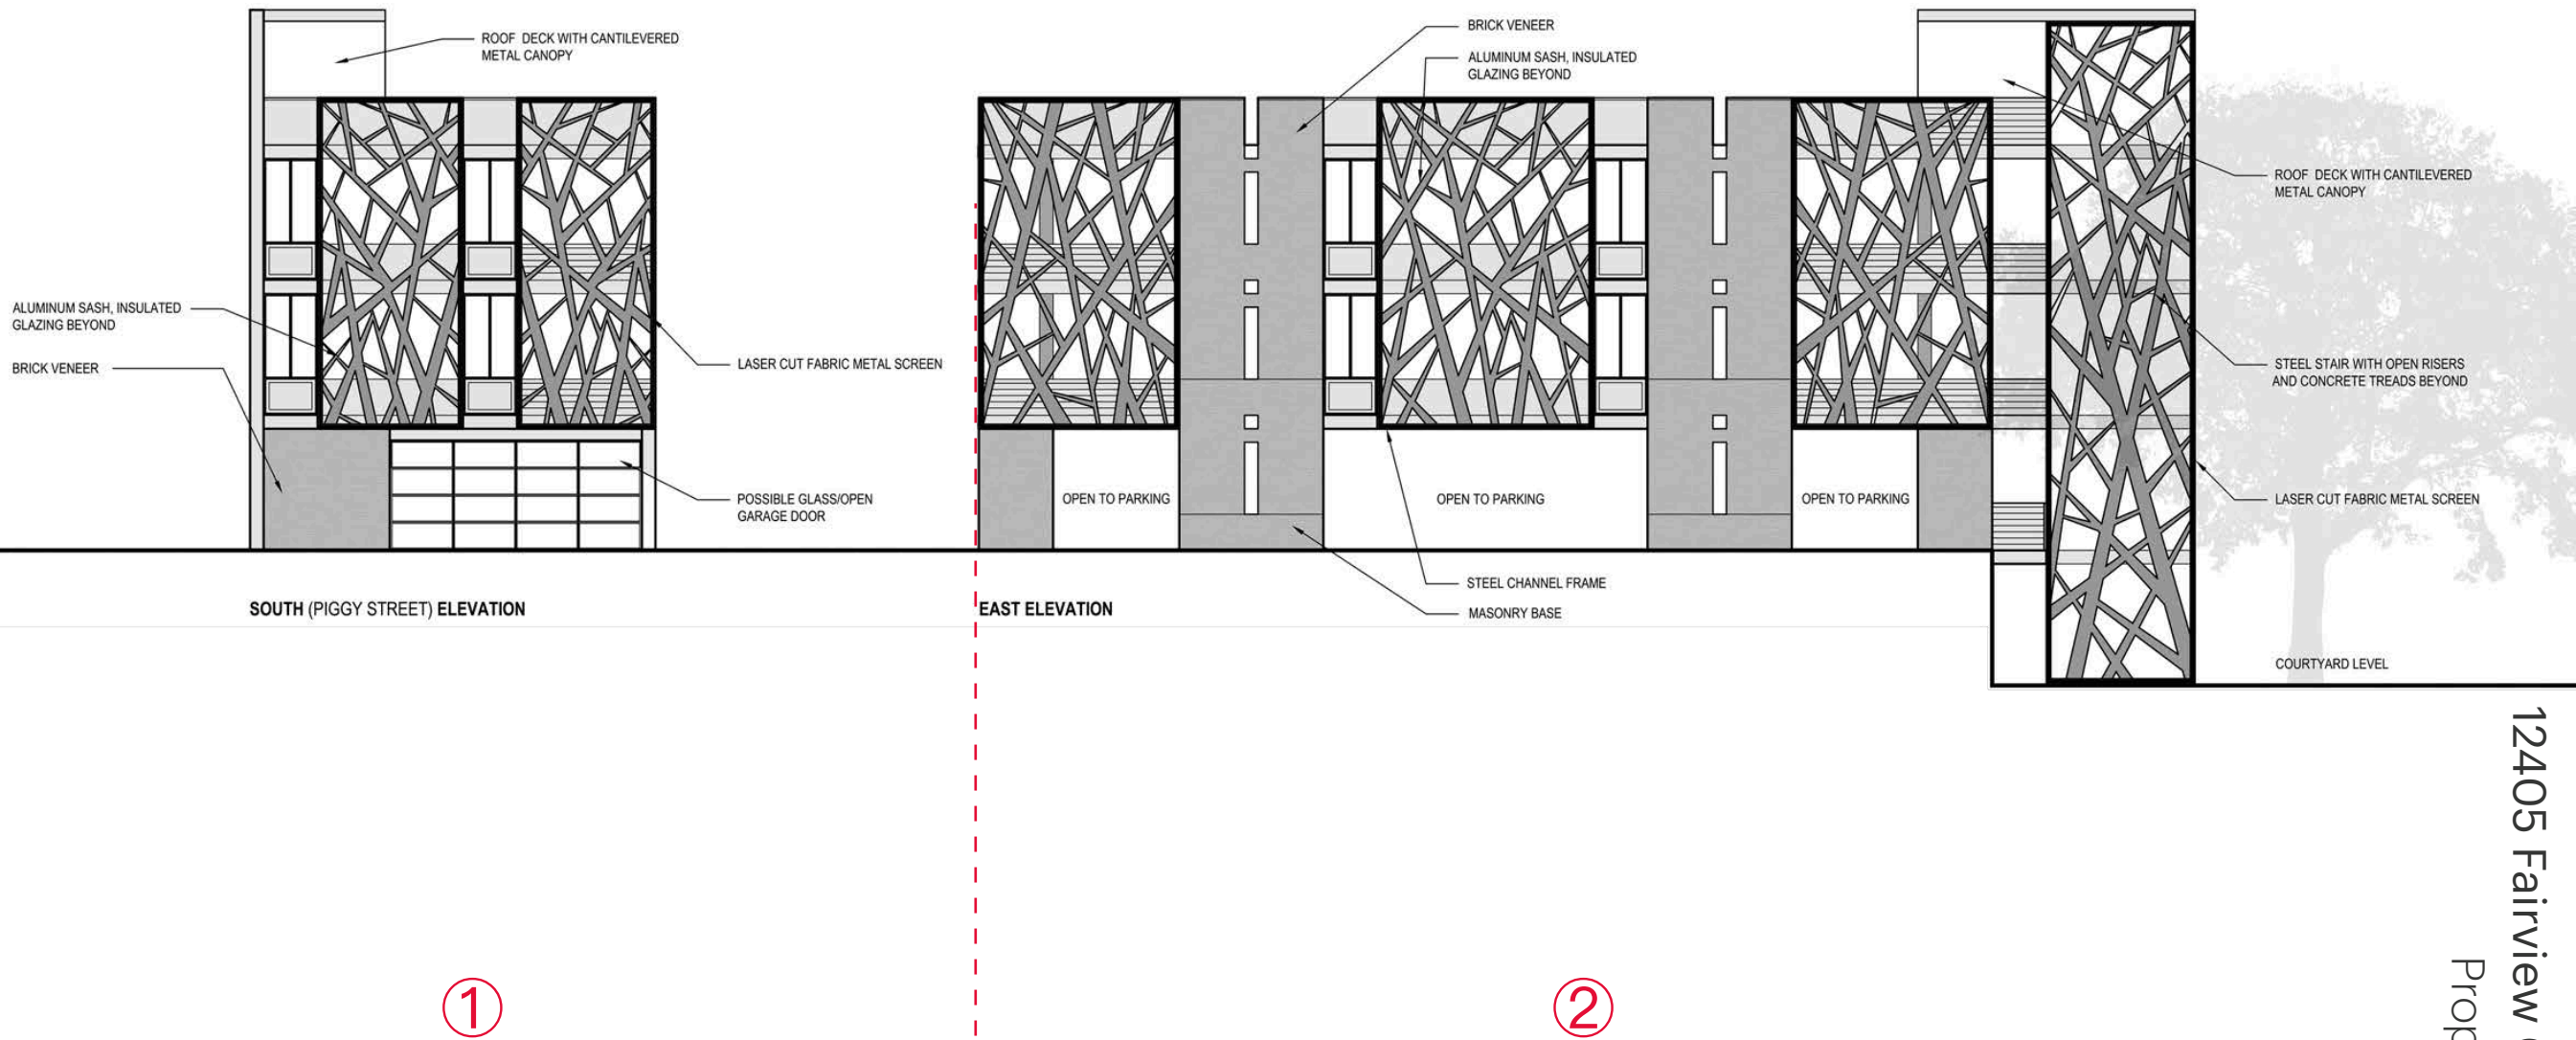 ROOF DECK WITH CANTILEVERED
METAL CANOPY
ALUMINUM SASH, INSULATED
GLAZING BEYOND
BRICK VENEER
LASER CUT FABRIC METAL SCREEN
POSSIBLE GLASS/OPEN
GARAGE DOOR
SOUTH (PIGGY STREET) ELEVATION
BRICK VENEER
ALUMINUM SASH, INSULATED
GLAZING BEYOND
ROOF DECK WITH CANTILEVERED
METAL CANOPY
STEEL STAIR WITH OPEN RISERS
AND CONCRETE TREADS BEYOND
OPEN TO PARKING
OPEN TO PARKING
OPEN TO PARKING
LASER CUT FABRIC METAL SCREEN
STEEL CHANNEL FRAME
MASONRY BASE
EAST ELEVATION
COURTYARD LEVEL
12405 Fairview
Prop
1
2